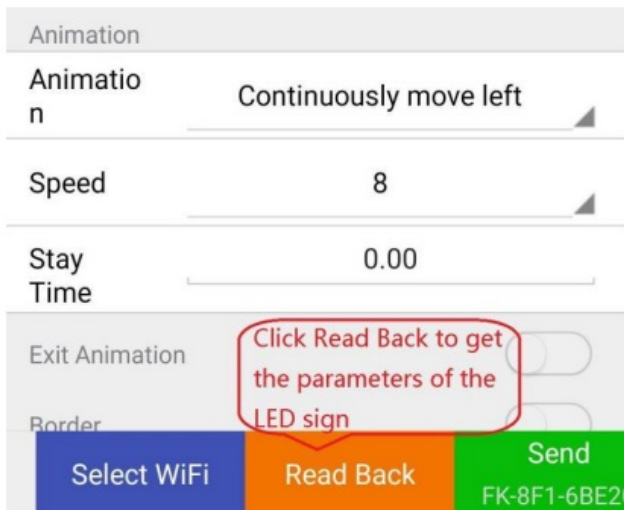 Animation
Animatio
n
Continuously move left
Speed
8
Stay
Time
0.00
Exit Animation
Click Read Back to get
the parameters of the
LED sign
Border
Select WiFi
Read Back
Send